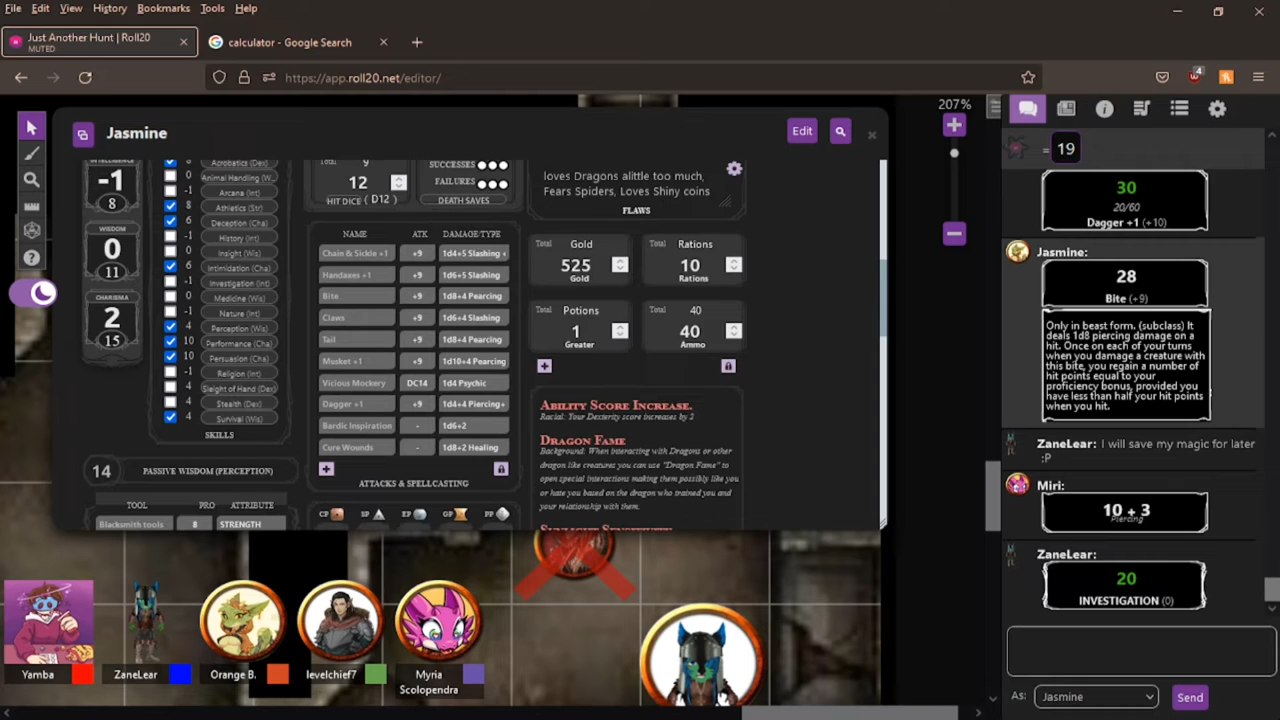 File Edit View History Bookmarks Tools Help
Just Another Hunt | Roll20
MUTED
calculator - Google Search
https://app.roll20.net/editor/
4
207%
Jasmine
Edit
INTELLIGENCE
-1
8
WISDOM
0
11
CHARISMA
2
15
8 Acrobatics (Dex)
0 Animal Handling (W..
-1 Arcana (Int)
8 Athletics (Str)
6 Deception (Cha)
-1 History (Int)
0 Insight (Wis)
6 Intimidation (Cha)
-1 Investigation (Int)
0 Medicine (Wis)
-1 Nature (Int)
4 Perception (Wis)
10 Performance (Cha)
10 Persuasion (Cha)
-1 Religion (Int)
4 Sleight of Hand (Dex)
4 Stealth (Dex)
4 Survival (Wis)
SKILLS
14 PASSIVE WISDOM (PERCEPTION)
TOOL PRO ATTRIBUTE
Blacksmith tools 8 STRENGTH
Total 9
12
HIT DICE ( D12 )
SUCCESSES
FAILURES
DEATH SAVES
NAME ATK DAMAGE/TYPE
Chain & Sickle +1 +9 1d4+5 Slashing +
Handaxes +1 +9 1d6+5 Slashing
Bite +9 1d8+4 Pearcing
Claws +9 1d6+4 Slashing
Tail +9 1d8+4 Pearcing
Musket +1 +9 1d10+4 Pearcing
Vicious Mockery DC14 1d4 Psychic
Dagger +1 +9 1d4+4 Piercing+
Bardic Inspiration - 1d6+2
Cure Wounds - 1d8+2 Healing
ATTACKS & SPELLCASTING
CP SP EP GP PP
loves Dragons alittle too much,
Fears Spiders, Loves Shiny coins
FLAWS
Total Gold
525
Gold
Total Rations
10
Rations
Total Potions
1
Greater
Total 40
40
Ammo
ABILITY SCORE INCREASE.
Racial: Your Dexterity score increases by 2
DRAGON FAME
Background: When interacting with Dragons or other
dragon like creatures you can use "Dragon Fame" to
open special interactions making them possibly like you
or hate you based on the dragon who trained you and
your relationship with them.
SUNLIGHT SENSITIVITY
Yamba
ZaneLear
Orange B.
levelchief7
Myria
Scolopendra
= 19
30
20/60
Dagger +1 (+10)
Jasmine:
28
Bite (+9)
Only in beast form. (subclass) It
deals 1d8 piercing damage on a
hit. Once on each of your turns
when you damage a creature with
this bite, you regain a number of
hit points equal to your
proficiency bonus, provided you
have less than half your hit points
when you hit.
ZaneLear: I will save my magic for later
:P
Miri:
10 + 3
Piercing
ZaneLear:
20
INVESTIGATION (0)
As: Jasmine
Send